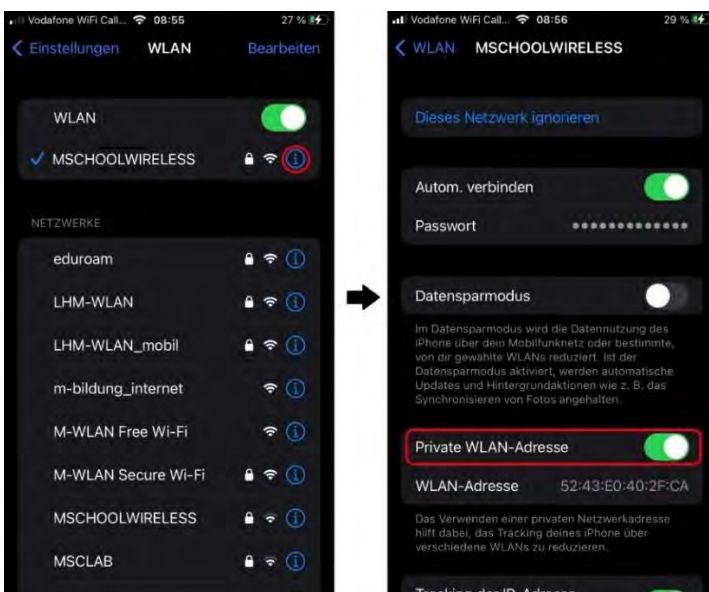 Vodafone WiFi Call... 08:55 27 %
Einstellungen WLAN Bearbeiten
WLAN
MSCHOOLWIRELESS
NETZWERKE
eduroam
LHM-WLAN
LHM-WLAN_mobil
m-bildung_internet
M-WLAN Free Wi-Fi
M-WLAN Secure Wi-Fi
MSCHOOLWIRELESS
MSCLAB
Vodafone WiFi Call... 08:56 29 %
WLAN MSCHOOLWIRELESS
Dieses Netzwerk ignorieren
Autom. verbinden
Passwort ●●●●●●●●●●●●●
Datensparmodus
Im Datensparmodus wird die Datennutzung des
iPhone über dein Mobilfunknetz oder bestimmte,
von dir gewählte WLANs reduziert. Ist der
Datensparmodus aktiviert, werden automatische
Updates und Hintergrundaktionen wie z. B. das
Synchronisieren von Fotos angehalten.
Private WLAN-Adresse
WLAN-Adresse 52:43:E0:40:2F:CA
Das Verwenden einer privaten Netzwerkadresse
hilft dabei, das Tracking deines iPhone über
verschiedene WLANs zu reduzieren.